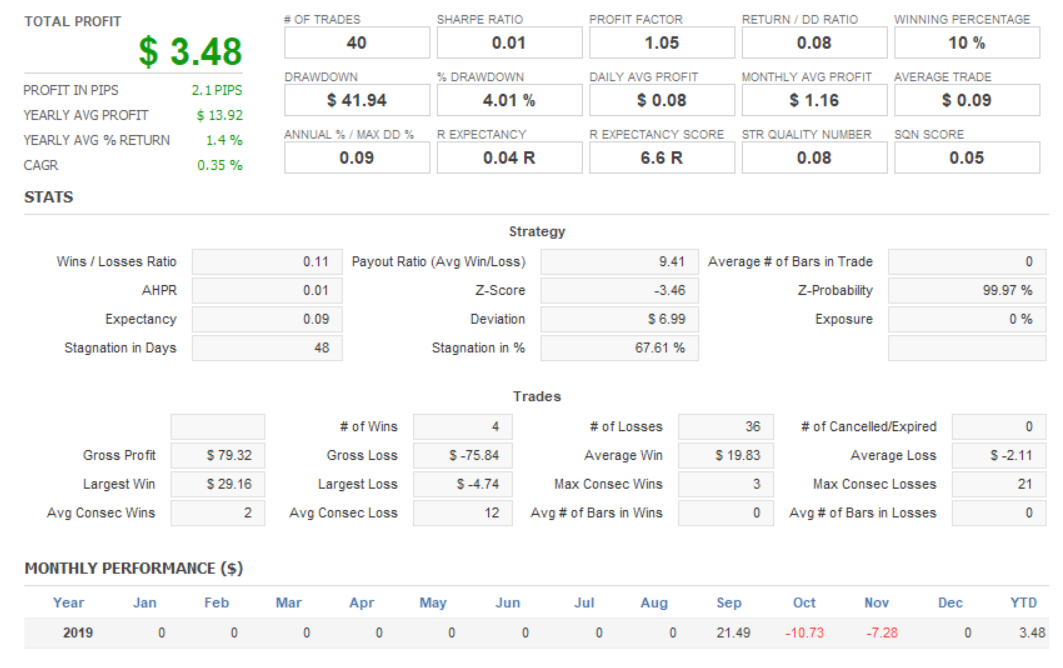 TOTAL PROFIT
$ 3.48
PROFIT IN PIPS 2.1 PIPS
YEARLY AVG PROFIT $ 13.92
YEARLY AVG % RETURN 1.4 %
CAGR 0.35 %
# OF TRADES SHARPE RATIO PROFIT FACTOR RETURN / DD RATIO WINNING PERCENTAGE
40 0.01 1.05 0.08 10 %
DRAWDOWN % DRAWDOWN DAILY AVG PROFIT MONTHLY AVG PROFIT AVERAGE TRADE
$ 41.94 4.01 % $ 0.08 $ 1.16 $ 0.09
ANNUAL % / MAX DD % R EXPECTANCY R EXPECTANCY SCORE STR QUALITY NUMBER SQN SCORE
0.09 0.04 R 6.6 R 0.08 0.05
STATS
Strategy
Wins / Losses Ratio 0.11 Payout Ratio (Avg Win/Loss) 9.41 Average # of Bars in Trade 0
AHPR 0.01 Z-Score -3.46 Z-Probability 99.97 %
Expectancy 0.09 Deviation $ 6.99 Exposure 0 %
Stagnation in Days 48 Stagnation in % 67.61 %
Trades
# of Wins 4 # of Losses 36 # of Cancelled/Expired 0
Gross Profit $ 79.32 Gross Loss $ -75.84 Average Win $ 19.83 Average Loss $ -2.11
Largest Win $ 29.16 Largest Loss $ -4.74 Max Consec Wins 3 Max Consec Losses 21
Avg Consec Wins 2 Avg Consec Loss 12 Avg # of Bars in Wins 0 Avg # of Bars in Losses 0
MONTHLY PERFORMANCE ($)
Year Jan Feb Mar Apr May Jun Jul Aug Sep Oct Nov Dec YTD
2019 0 0 0 0 0 0 0 0 21.49 -10.73 -7.28 0 3.48